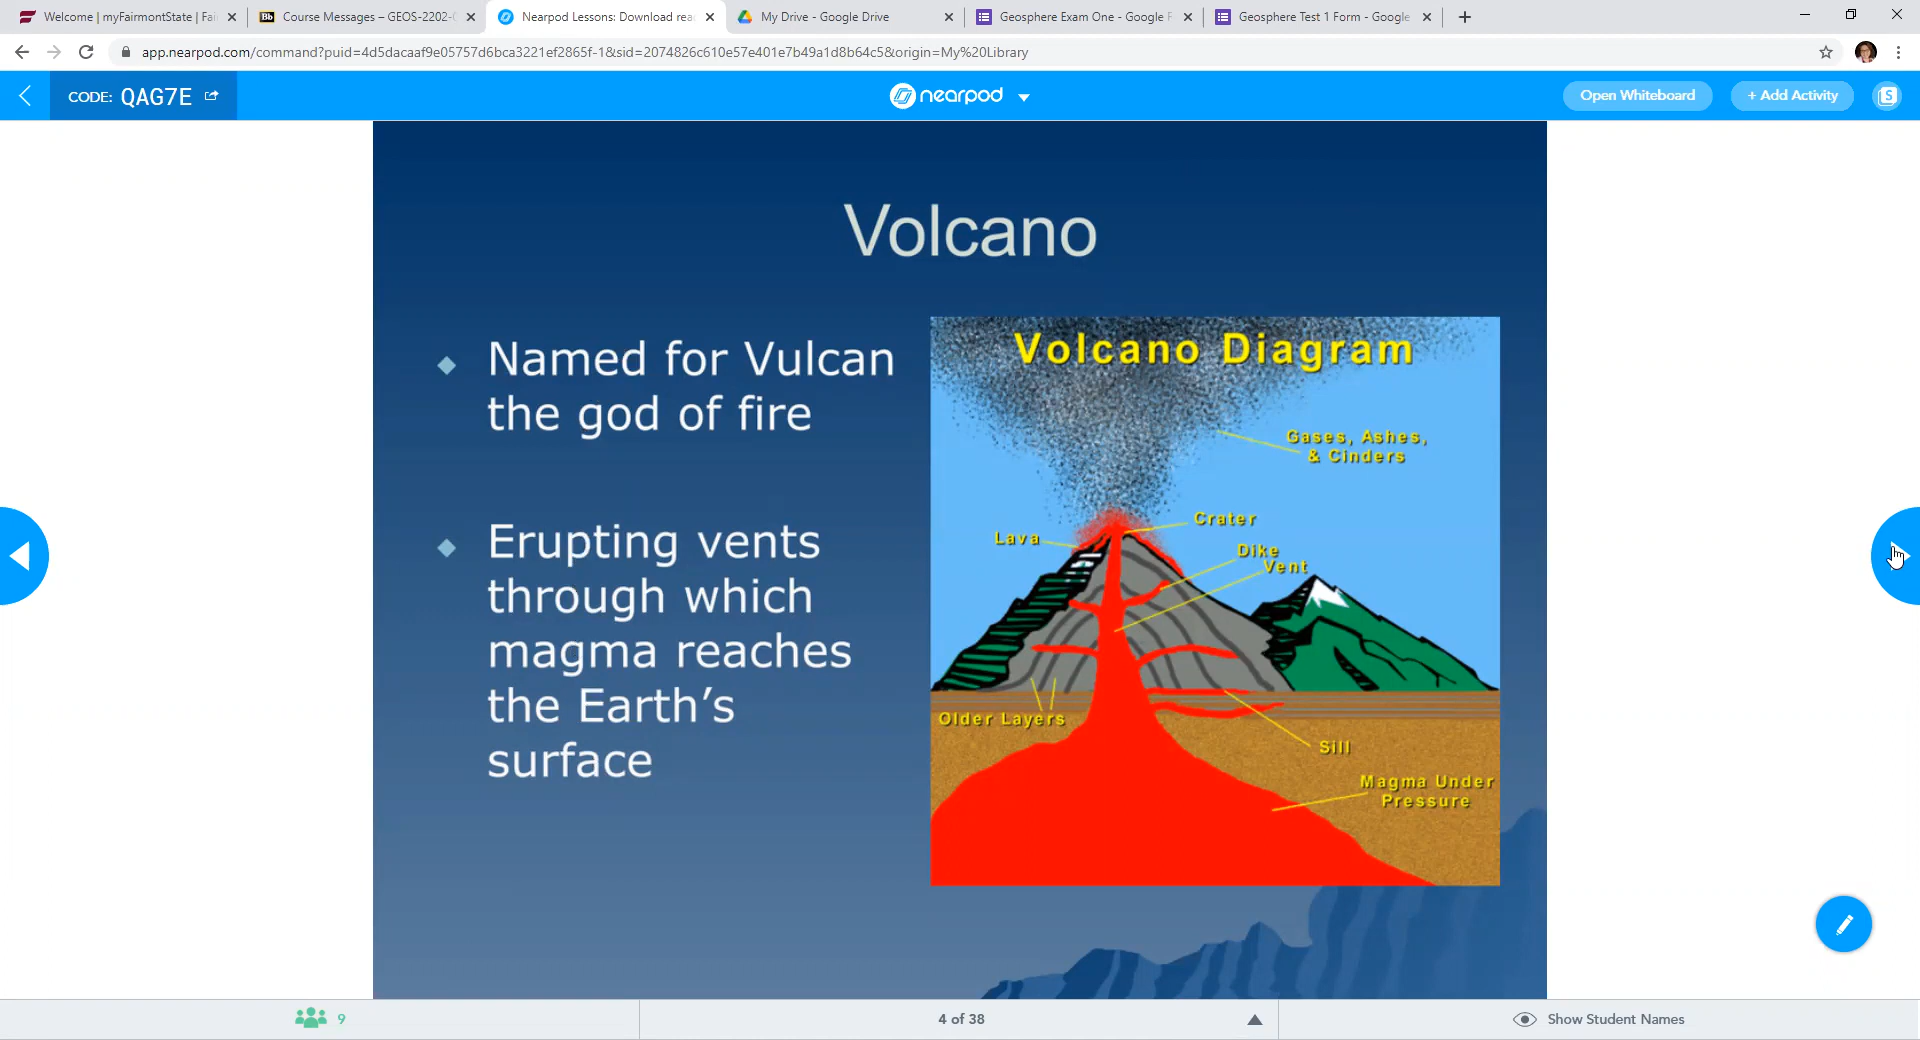 Welcome | myFairmontState | Fai
Course Messages – GEOS-2202-0
Nearpod Lessons: Download rea
My Drive - Google Drive
Geosphere Exam One - Google F
Geosphere Test 1 Form - Google
app.nearpod.com/command?puid=4d5dacaaf9e05757d6bca3221ef2865f-1&sid=2074826c610e57e401e7b49a1d8b64c5&origin=My%20Library
CODE: QAG7E
nearpod
Open Whiteboard
+ Add Activity
S
Volcano
Named for Vulcan
the god of fire
Erupting vents
through which
magma reaches
the Earth's
surface
Volcano Diagram
Gases, Ashes,
& Cinders
Crater
Lava
Dike
Vent
Older Layers
Sill
Magma Under
Pressure
9
4 of 38
Show Student Names